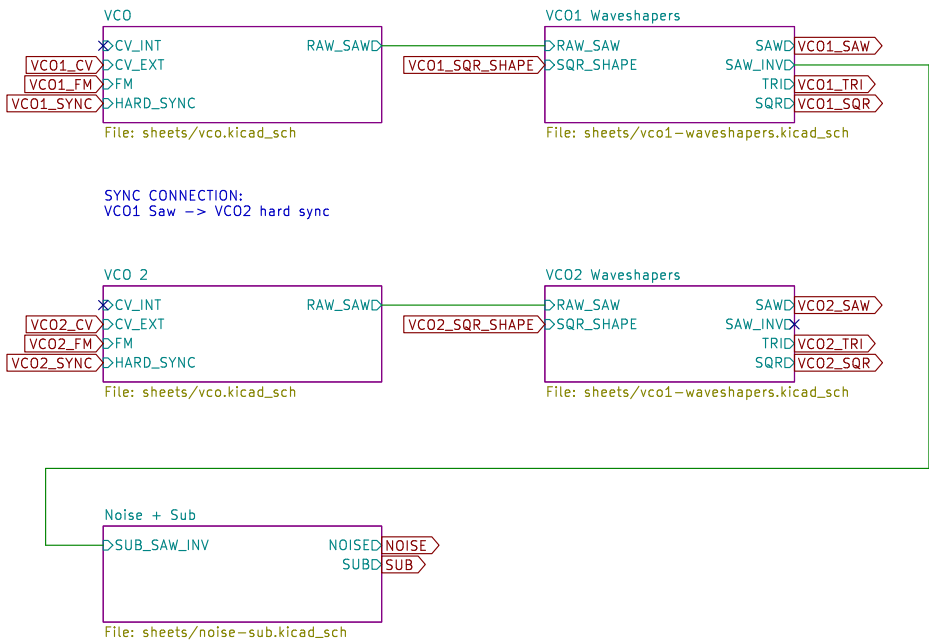 VCO
VCO1 Waveshapers
CV_INT
RAW_SAW
RAW_SAW
SAW
VCO1_SAW
VCO1_CV
CV_EXT
VCO1_SQR_SHAPE
SQR_SHAPE
SAW_INV
VCO1_FM
FM
TRI
VCO1_TRI
VCO1_SYNC
HARD_SYNC
SQR
VCO1_SQR
File: sheets/vco.kicad_sch
File: sheets/vco1-waveshapers.kicad_sch
SYNC CONNECTION:
VCO1 Saw -> VCO2 hard sync
VCO 2
VCO2 Waveshapers
CV_INT
RAW_SAW
RAW_SAW
SAW
VCO2_SAW
VCO2_CV
CV_EXT
VCO2_SQR_SHAPE
SQR_SHAPE
SAW_INV
VCO2_FM
FM
TRI
VCO2_TRI
VCO2_SYNC
HARD_SYNC
SQR
VCO2_SQR
File: sheets/vco.kicad_sch
File: sheets/vco1-waveshapers.kicad_sch
Noise + Sub
SUB_SAW_INV
NOISE
NOISE
SUB
SUB
File: sheets/noise-sub.kicad_sch